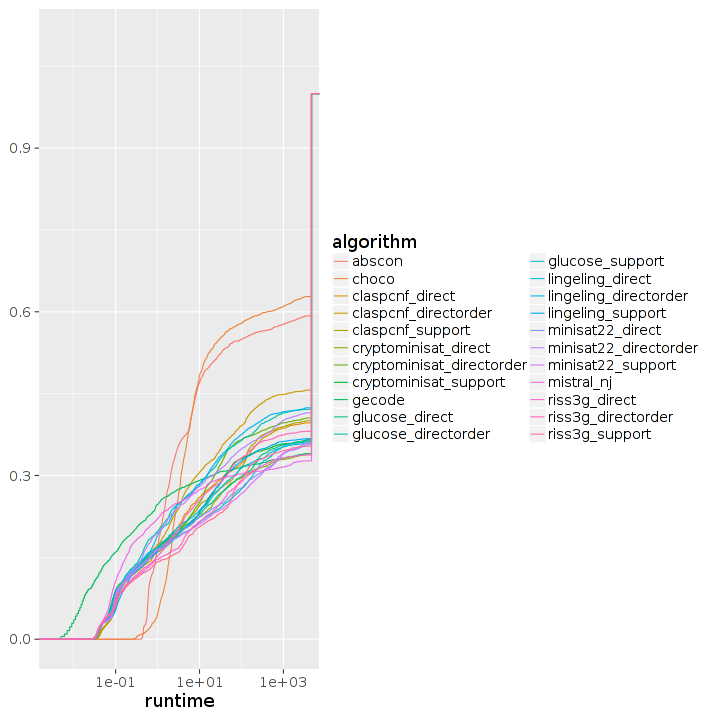 0.9
0.6
0.3
0.0
1e-01 1e+01 1e+03
runtime
algorithm
abscon
choco
claspcnf_direct
claspcnf_directorder
claspcnf_support
cryptominisat_direct
cryptominisat_directorder
cryptominisat_support
gecode
glucose_direct
glucose_directorder
glucose_support
lingeling_direct
lingeling_directorder
lingeling_support
minisat22_direct
minisat22_directorder
minisat22_support
mistral_nj
riss3g_direct
riss3g_directorder
riss3g_support